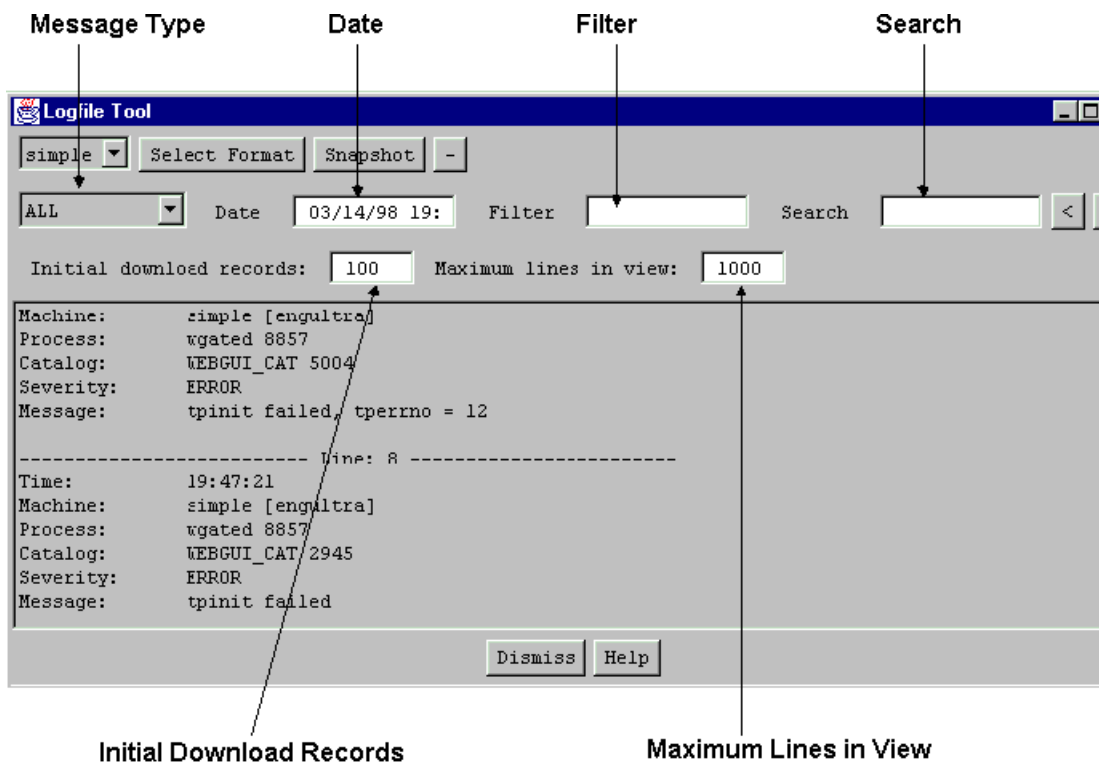 Message Type Date Filter Search
Logfile Tool
simple Select Format Snapshot -
ALL Date 03/14/98 19: Filter Search <
Initial download records: 100 Maximum lines in view: 1000
Machine: simple [engultra]
Process: wgated 8857
Catalog: WEBGUI_CAT 5004
Severity: ERROR
Message: tpinit failed, tperrno = 12
-------------------------- Line: 8 ------------------------
Time: 19:47:21
Machine: simple [engultra]
Process: wgated 8857
Catalog: WEBGUI_CAT 2945
Severity: ERROR
Message: tpinit failed
Dismiss Help
Initial Download Records Maximum Lines in View